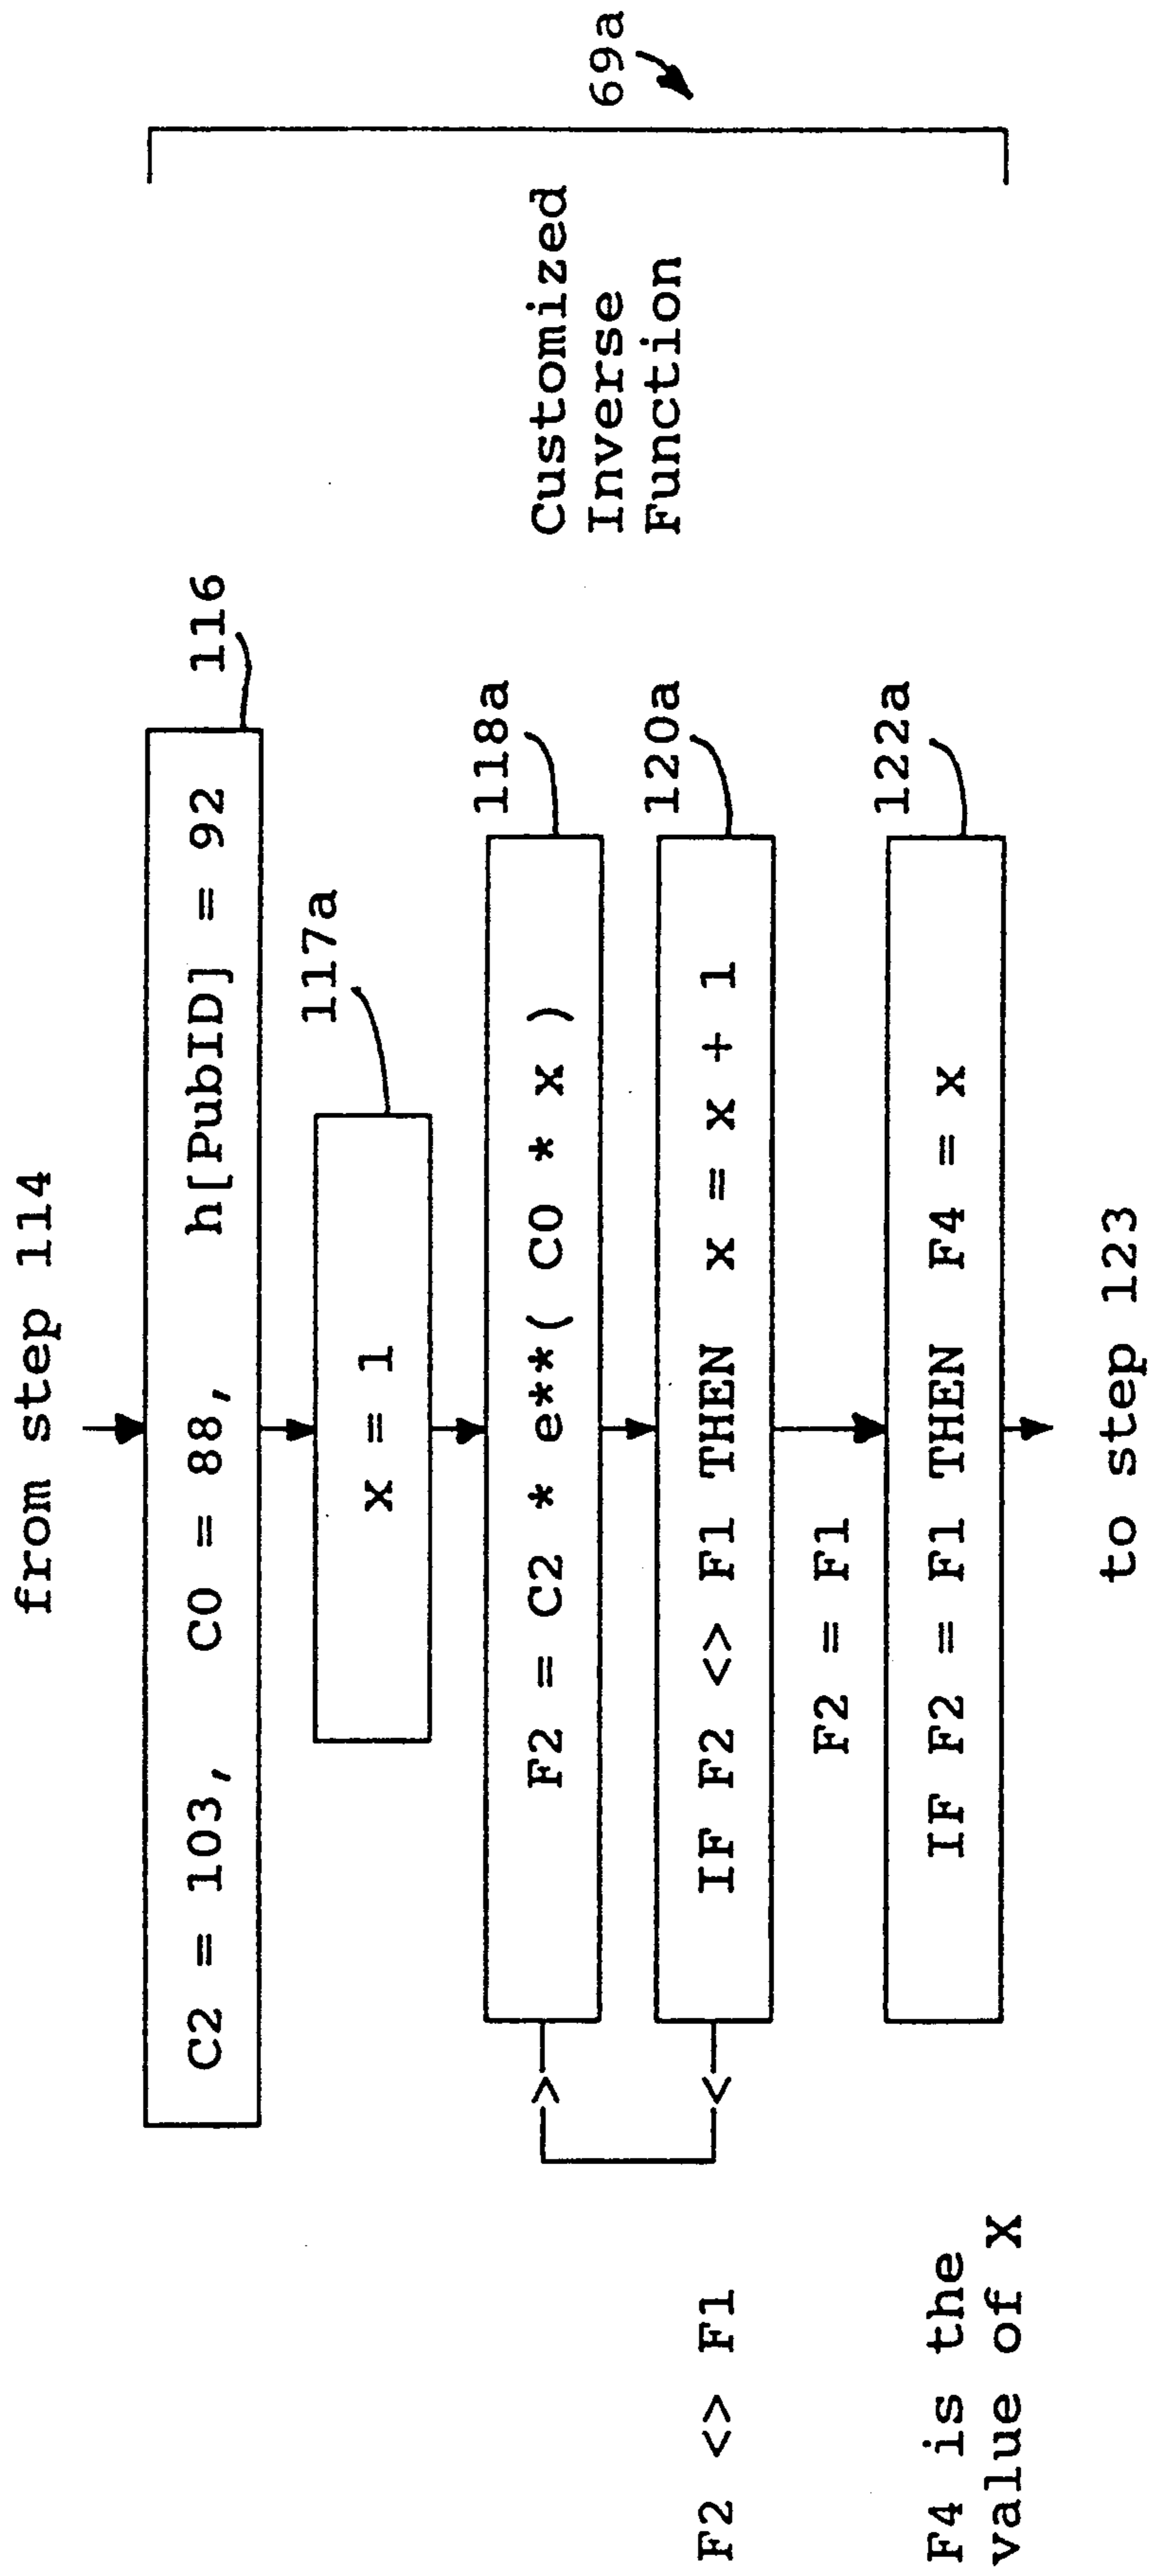 from step 114
C2 = 103, C0 = 88, h[PubID] = 92
116
x = 1
117a
F2 = C2 * e**( C0 * x )
118a
F2 <> F1
IF F2 <> F1 THEN x = x + 1
120a
F2 = F1
F4 is the
value of X
IF F2 = F1 THEN F4 = x
122a
to step 123
Customized
Inverse
Function
69a